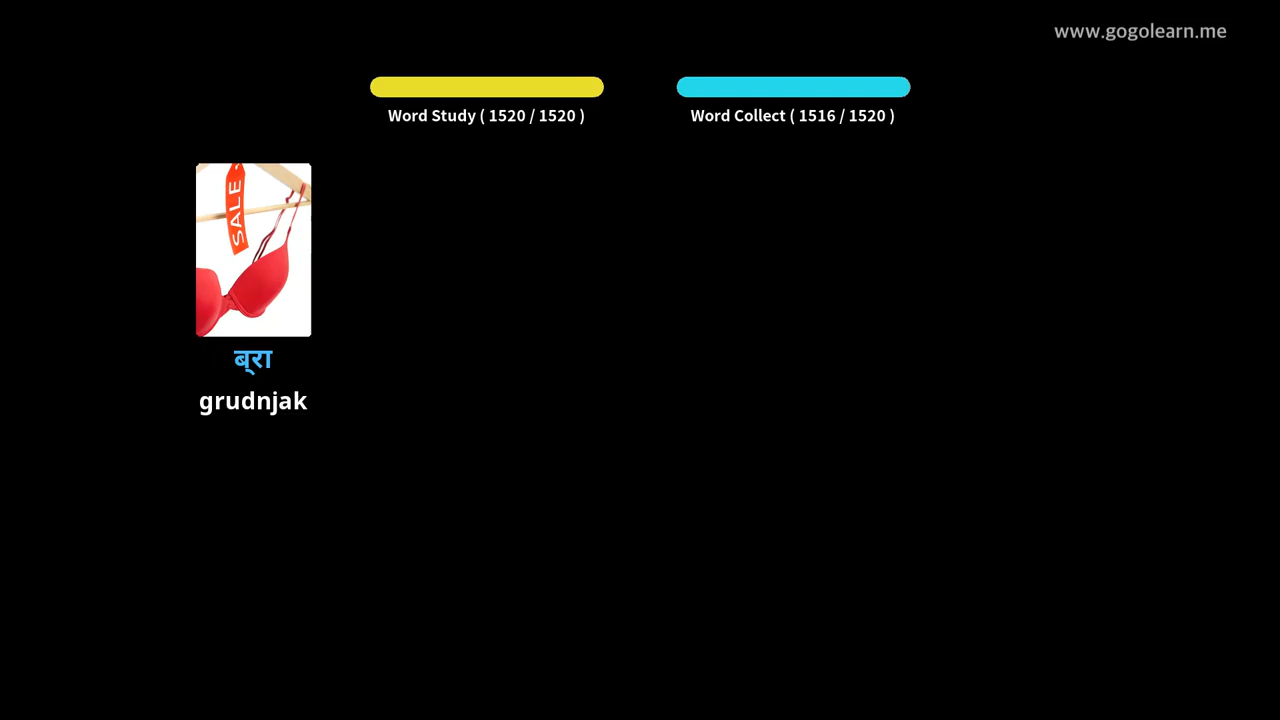 www.gogolearn.me
Word Study ( 1520 / 1520 )
Word Collect ( 1516 / 1520 )
SALE
ब्रा
grudnjak